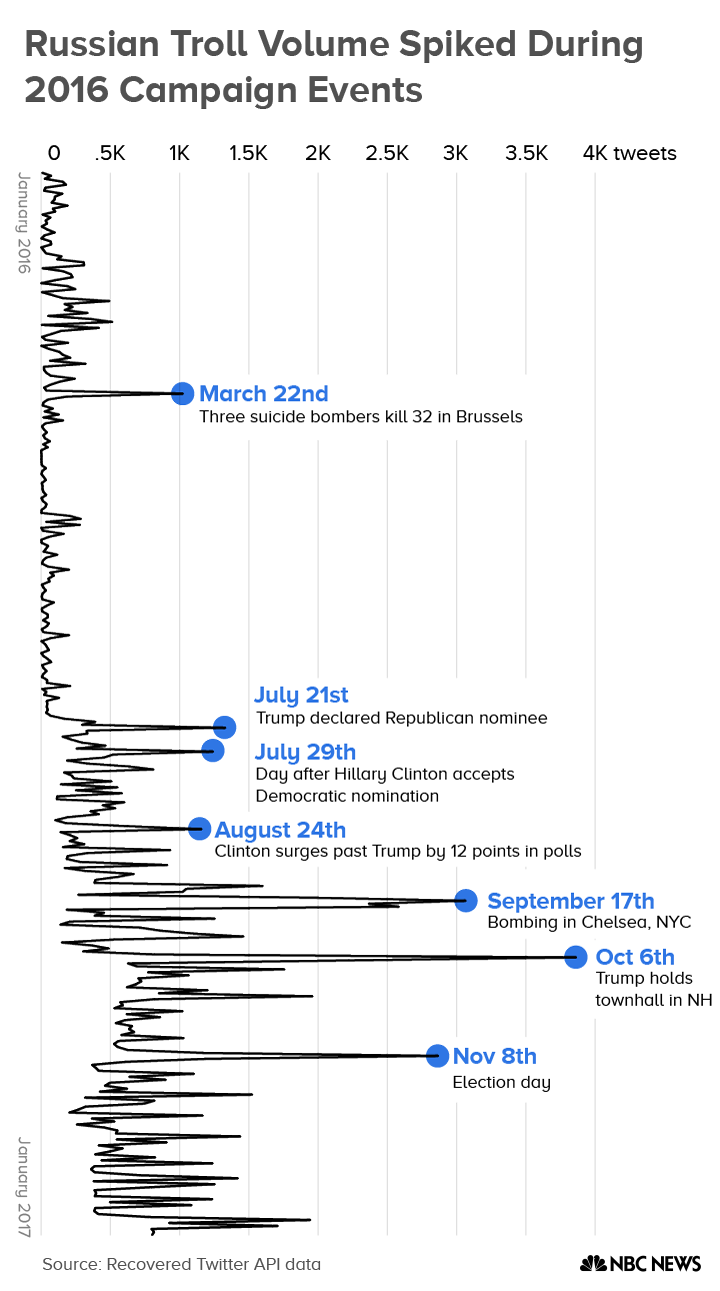 Russian Troll Volume Spiked During
2016 Campaign Events
0 .5K 1K 1.5K 2K 2.5K 3K 3.5K 4K tweets
January 2016
March 22nd
Three suicide bombers kill 32 in Brussels
July 21st
Trump declared Republican nominee
July 29th
Day after Hillary Clinton accepts
Democratic nomination
August 24th
Clinton surges past Trump by 12 points in polls
September 17th
Bombing in Chelsea, NYC
Oct 6th
Trump holds
townhall in NH
Nov 8th
Election day
January 2017
Source: Recovered Twitter API data
NBC NEWS